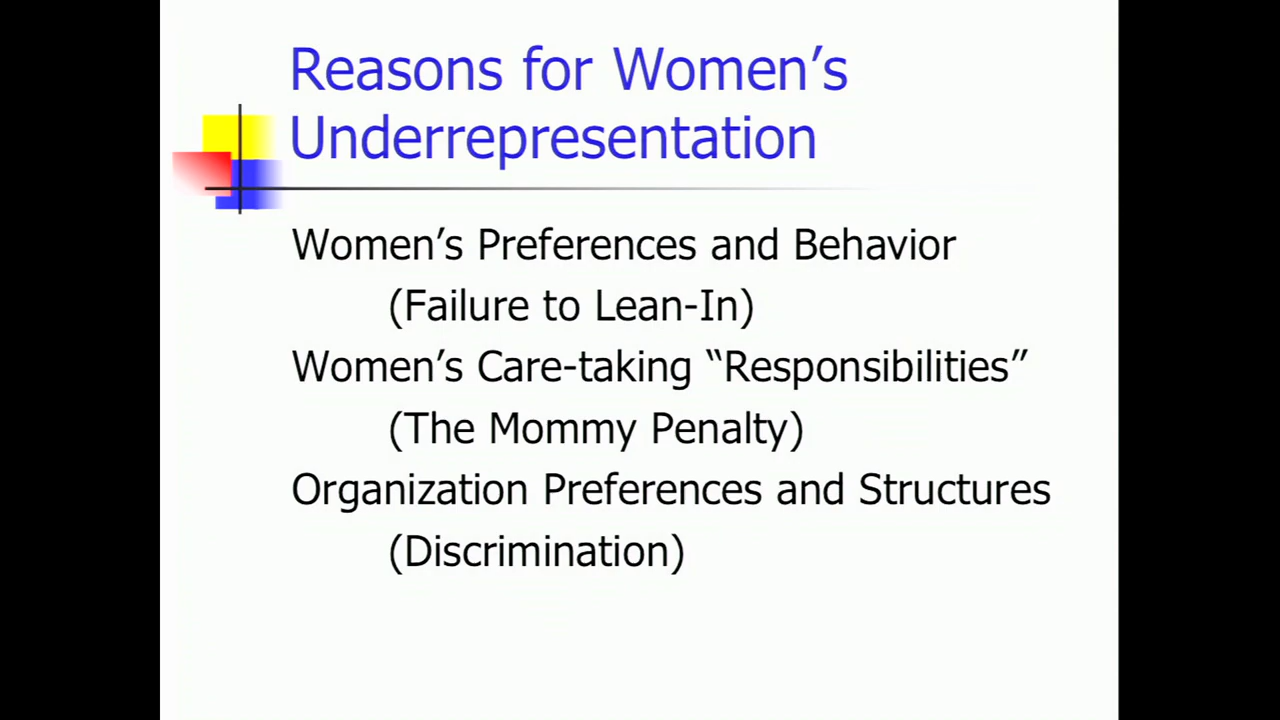 Reasons for Women’s
Underrepresentation
Women’s Preferences and Behavior
(Failure to Lean-In)
Women’s Care-taking “Responsibilities”
(The Mommy Penalty)
Organization Preferences and Structures
(Discrimination)